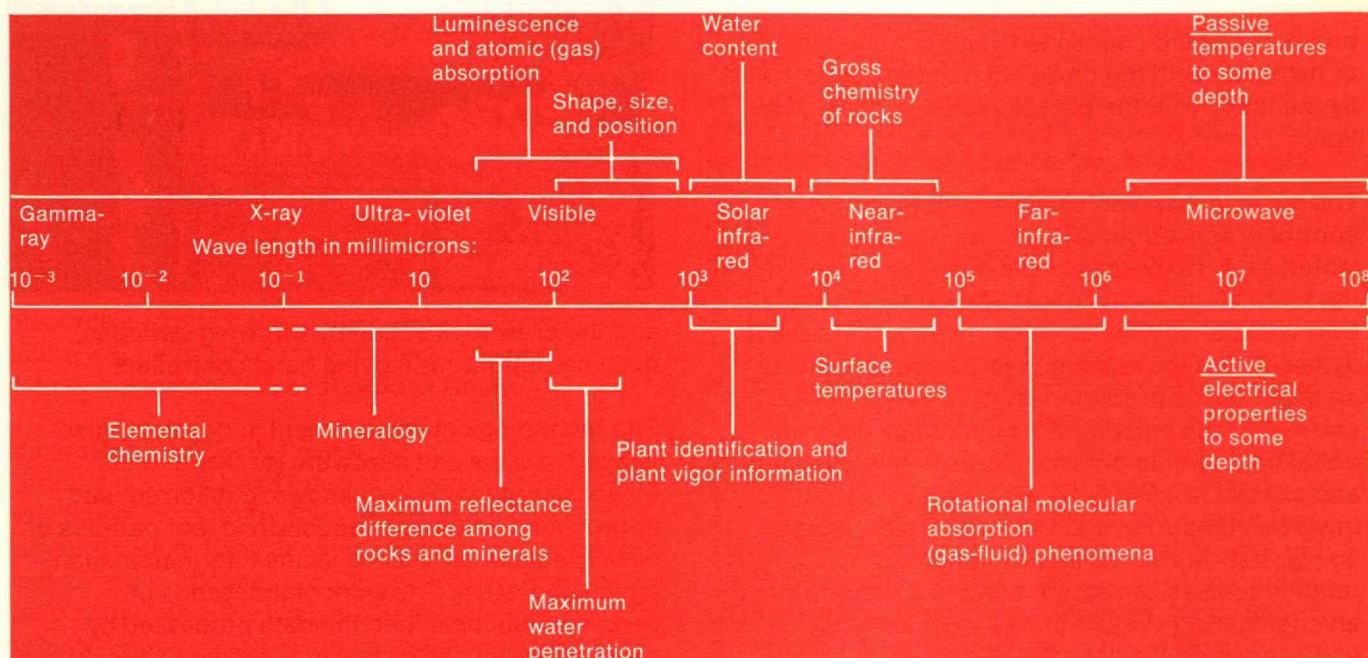 Luminescence
and atomic (gas)
absorption
Shape, size,
and position
Water
content
Gross
chemistry
of rocks
Passive
temperatures
to some
depth
Gamma-
ray
X-ray
Ultra- violet
Visible
Solar
infra-
red
Near-
infra-
red
Far-
infra-
red
Microwave
Wave length in millimicrons:
10⁻³ 10⁻² 10⁻¹ 10 10² 10³ 10⁴ 10⁵ 10⁶ 10⁷ 10⁸
Elemental
chemistry
Mineralogy
Maximum reflectance
difference among
rocks and minerals
Maximum
water
penetration
Plant identification and
plant vigor information
Surface
temperatures
Rotational molecular
absorption
(gas-fluid) phenomena
Active
electrical
properties
to some
depth